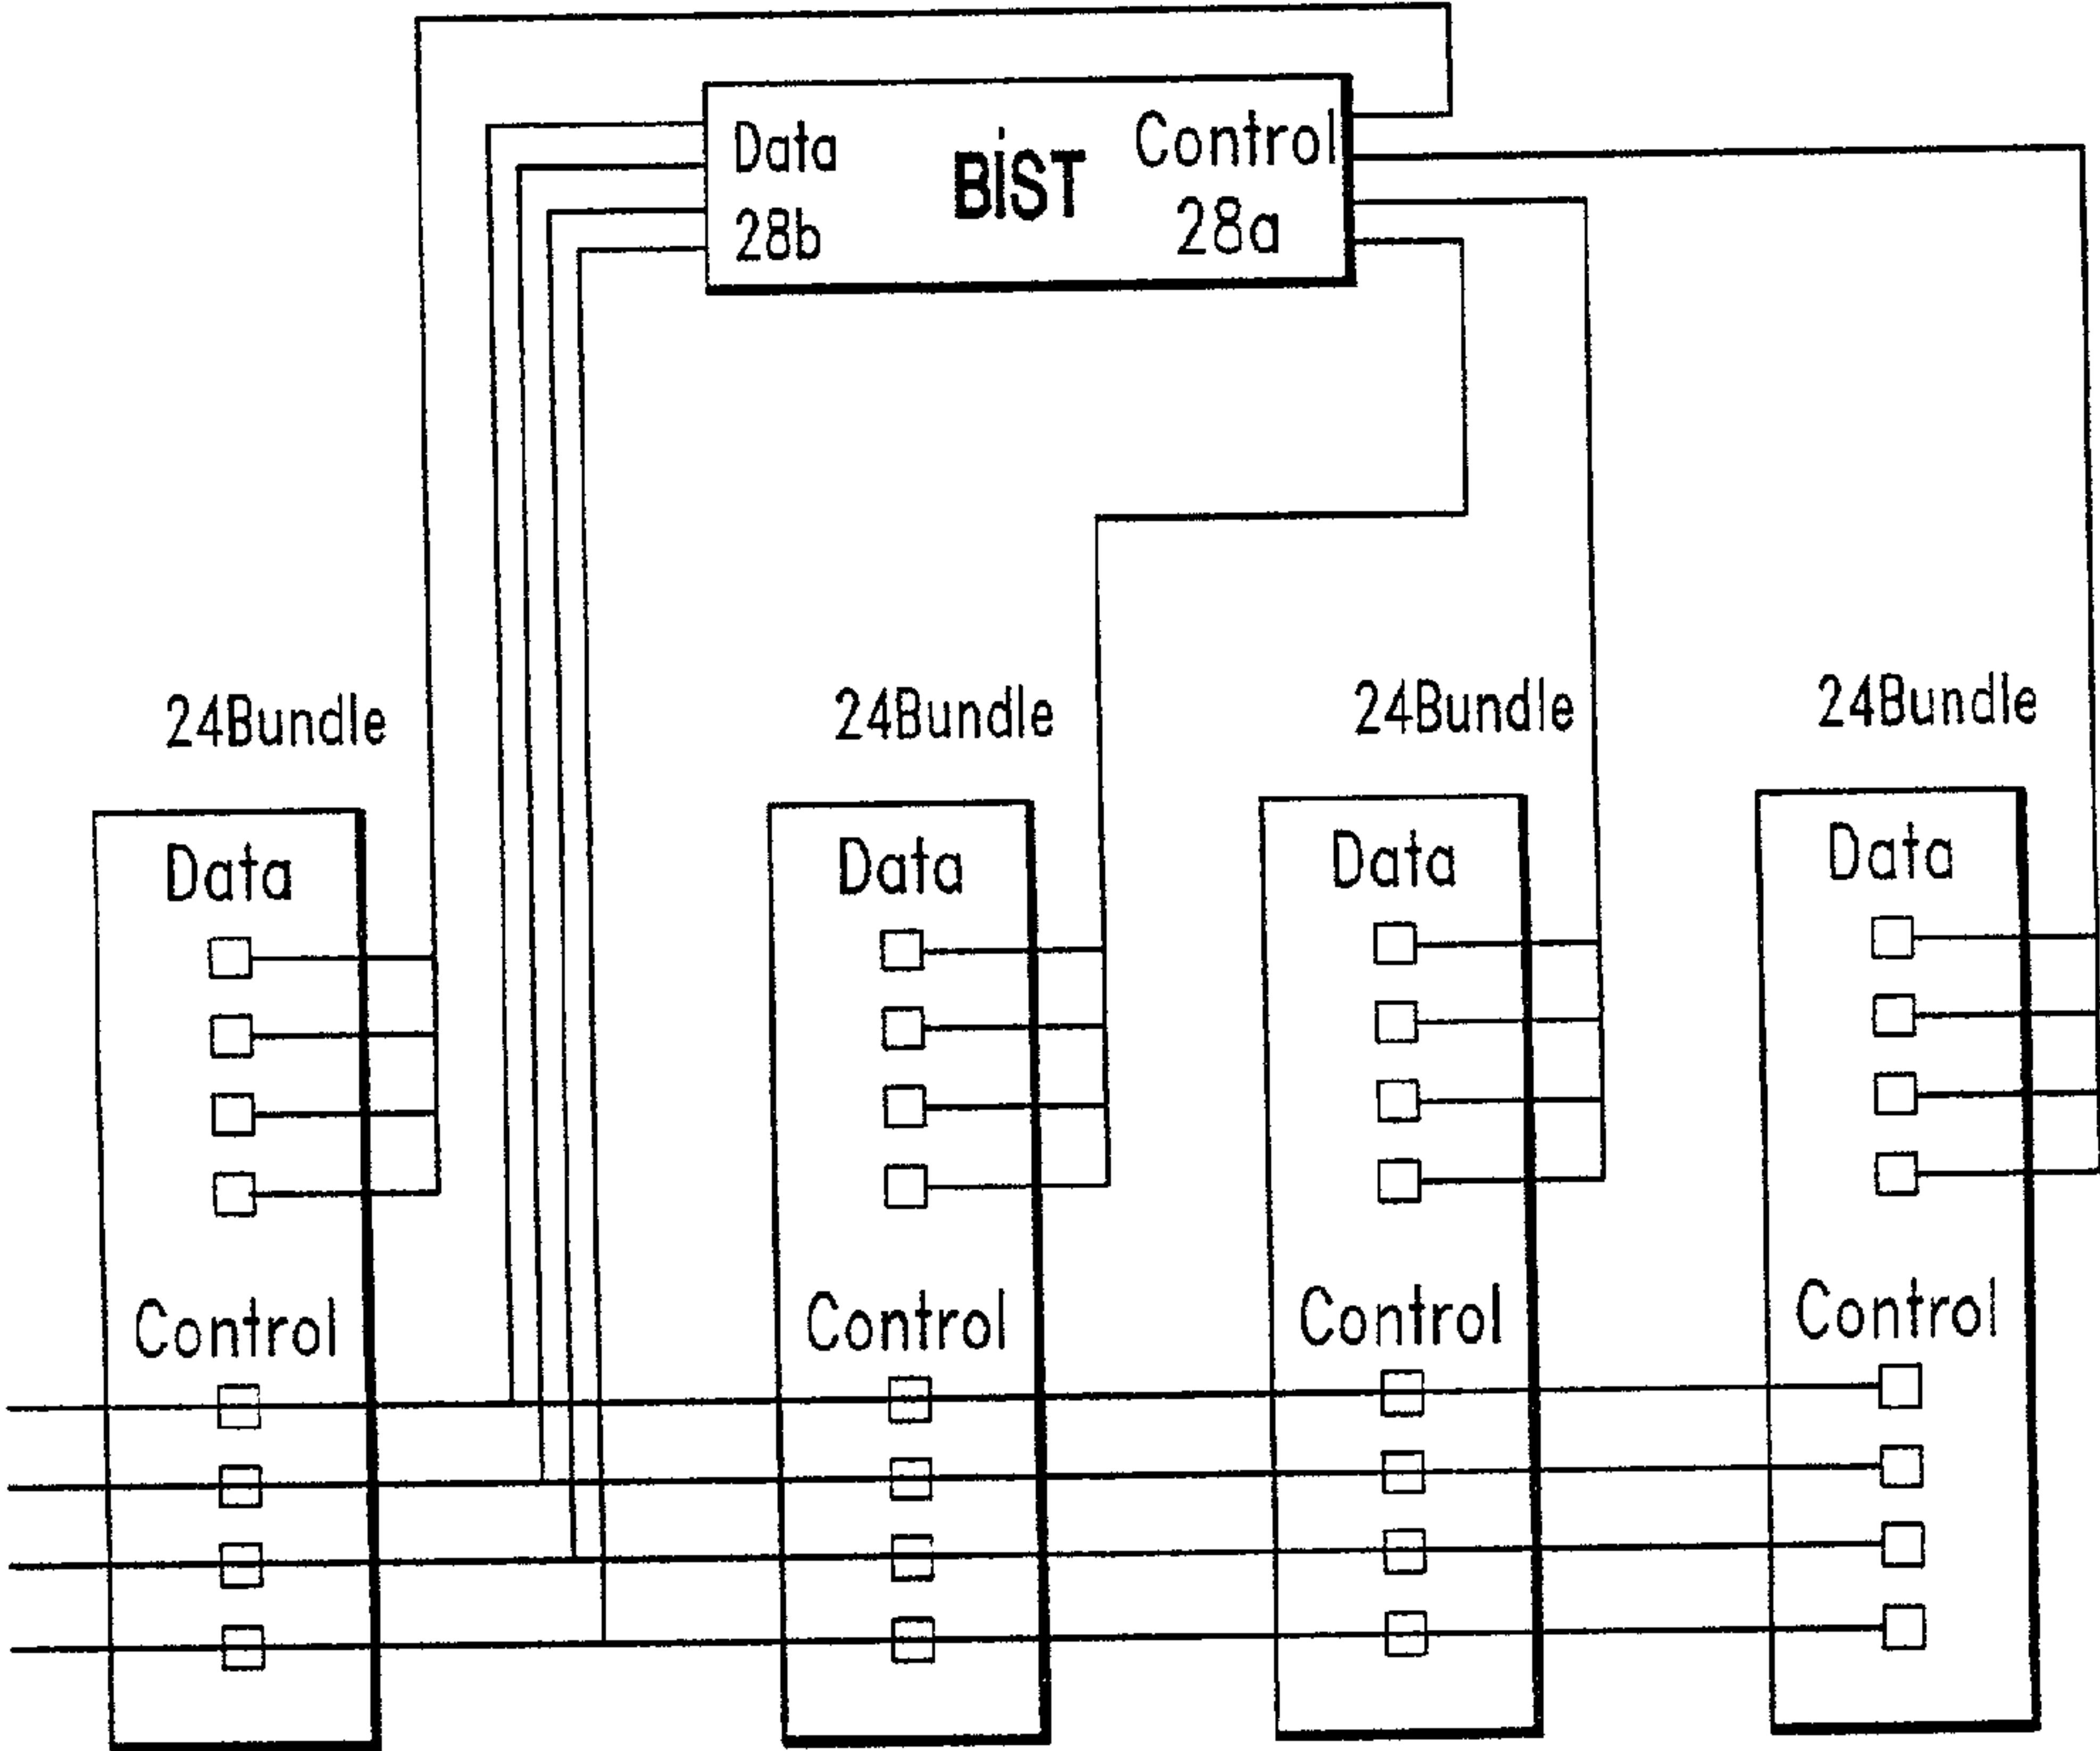 Data BiST Control
28b 28a
24Bundle 24Bundle 24Bundle 24Bundle
Data Data Data Data
Control Control Control Control